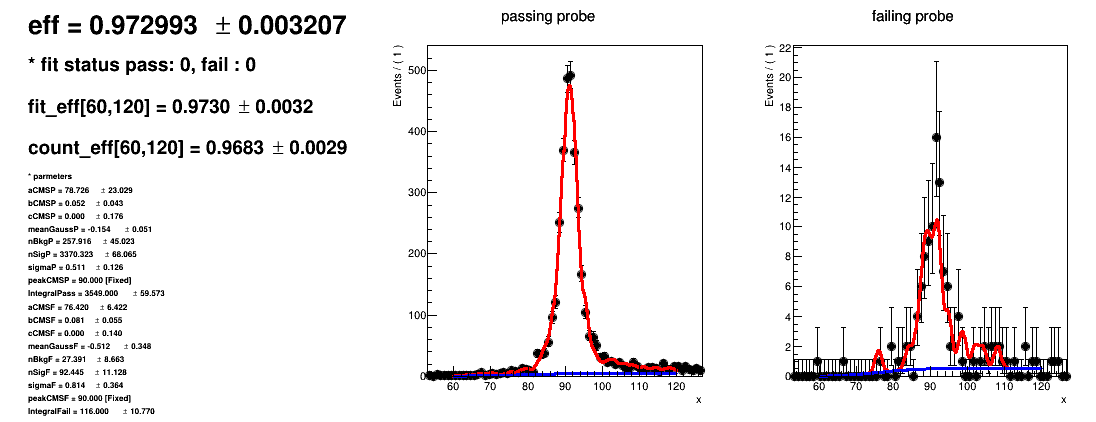 eff = 0.972993 ± 0.003207
* fit status pass: 0, fail : 0
fit_eff[60,120] = 0.9730 ± 0.0032
count_eff[60,120] = 0.9683 ± 0.0029
* parmeters
aCMSP = 78.726 ± 23.029
bCMSP = 0.052 ± 0.043
cCMSP = 0.000 ± 0.176
meanGaussP = -0.154 ± 0.051
nBkgP = 257.916 ± 45.023
nSigP = 3370.323 ± 68.065
sigmaP = 0.511 ± 0.126
peakCMSP = 90.000 [Fixed]
IntegralPass = 3549.000 ± 59.573
aCMSF = 76.420 ± 6.422
bCMSF = 0.081 ± 0.055
cCMSF = 0.000 ± 0.140
meanGaussF = -0.512 ± 0.348
nBkgF = 27.391 ± 8.663
nSigF = 92.445 ± 11.128
sigmaF = 0.814 ± 0.364
peakCMSF = 90.000 [Fixed]
IntegralFail = 116.000 ± 10.770
passing probe
Events / ( 1 )
500
400
300
200
100
0
60 70 80 90 100 110 120
x
failing probe
Events / ( 1 )
22
20
18
16
14
12
10
8
6
4
2
0
60 70 80 90 100 110 120
x